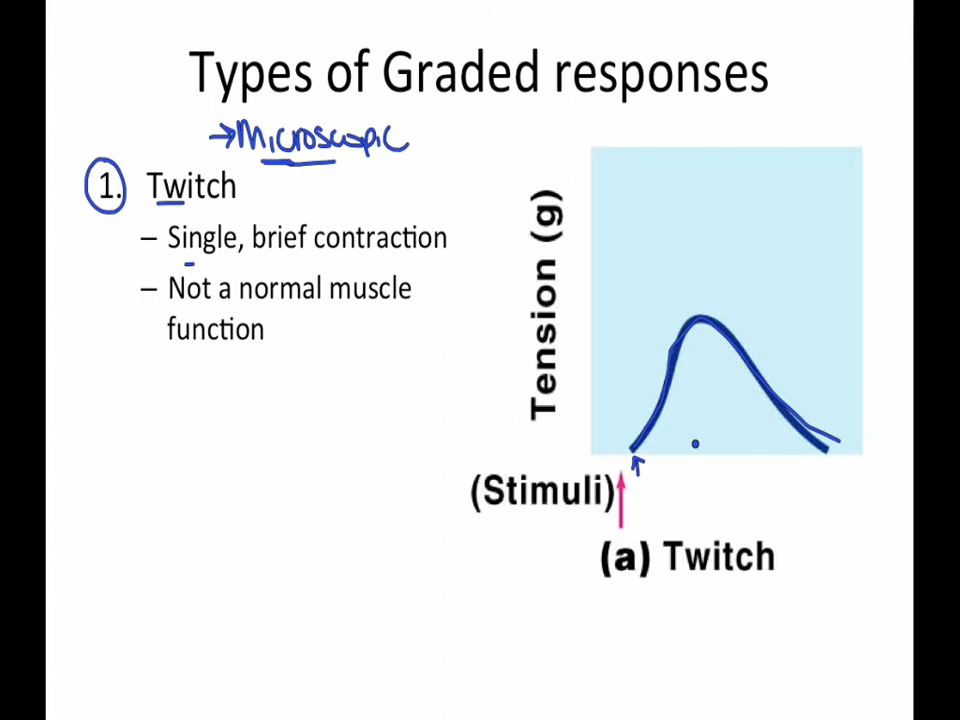 Types of Graded responses
→Microscopic
1. Twitch
– Single, brief contraction
– Not a normal muscle
function
Tension (g)
(Stimuli)
(a) Twitch